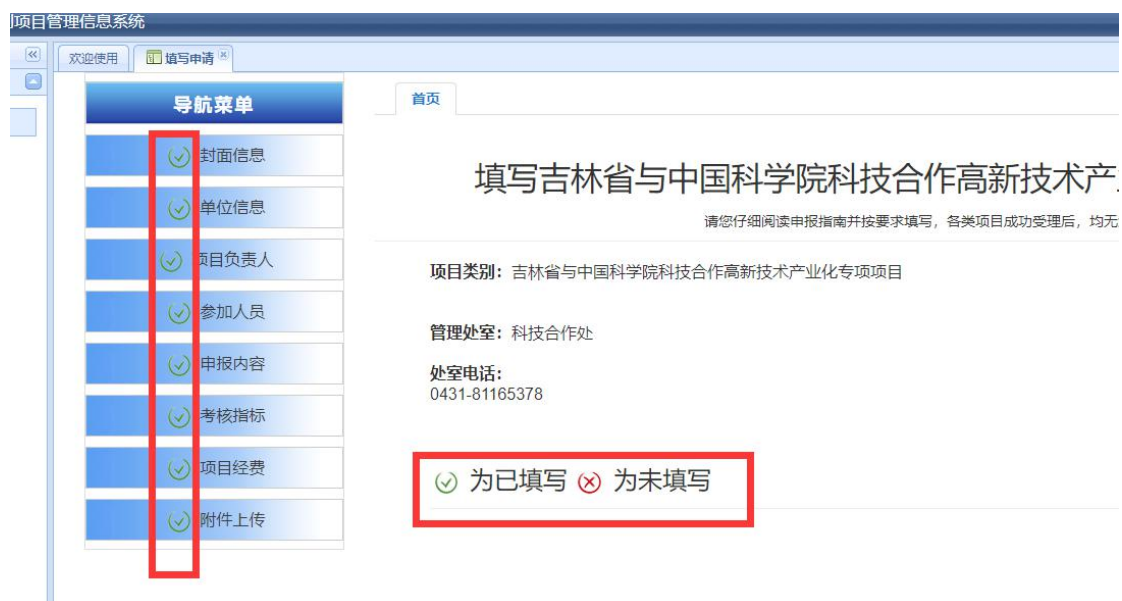 项目管理信息系统
欢迎使用 填写申请
导航菜单
封面信息
单位信息
项目负责人
参加人员
申报内容
考核指标
项目经费
附件上传
首页
填写吉林省与中国科学院科技合作高新技术产
请您仔细阅读申报指南并按要求填写，各类项目成功受理后，均无
项目类别：吉林省与中国科学院科技合作高新技术产业化专项项目
管理处室：科技合作处
处室电话：
0431-81165378
为已填写 为未填写